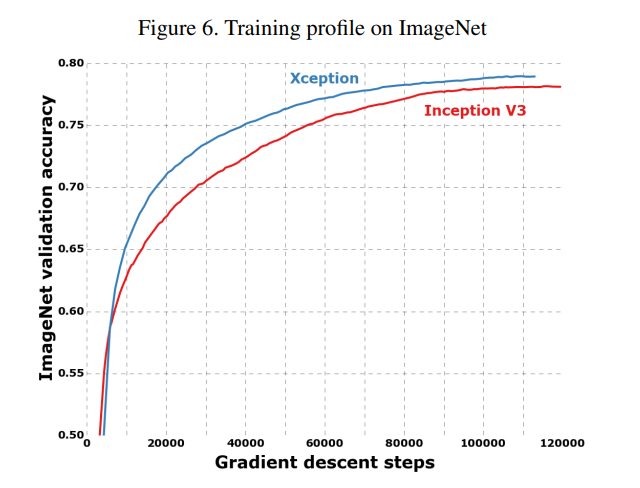 Figure 6. Training profile on ImageNet
0.80
Xception
Inception V3
0.75
0.70
0.65
0.60
0.55
0.50
ImageNet validation accuracy
0 20000 40000 60000 80000 100000 120000
Gradient descent steps